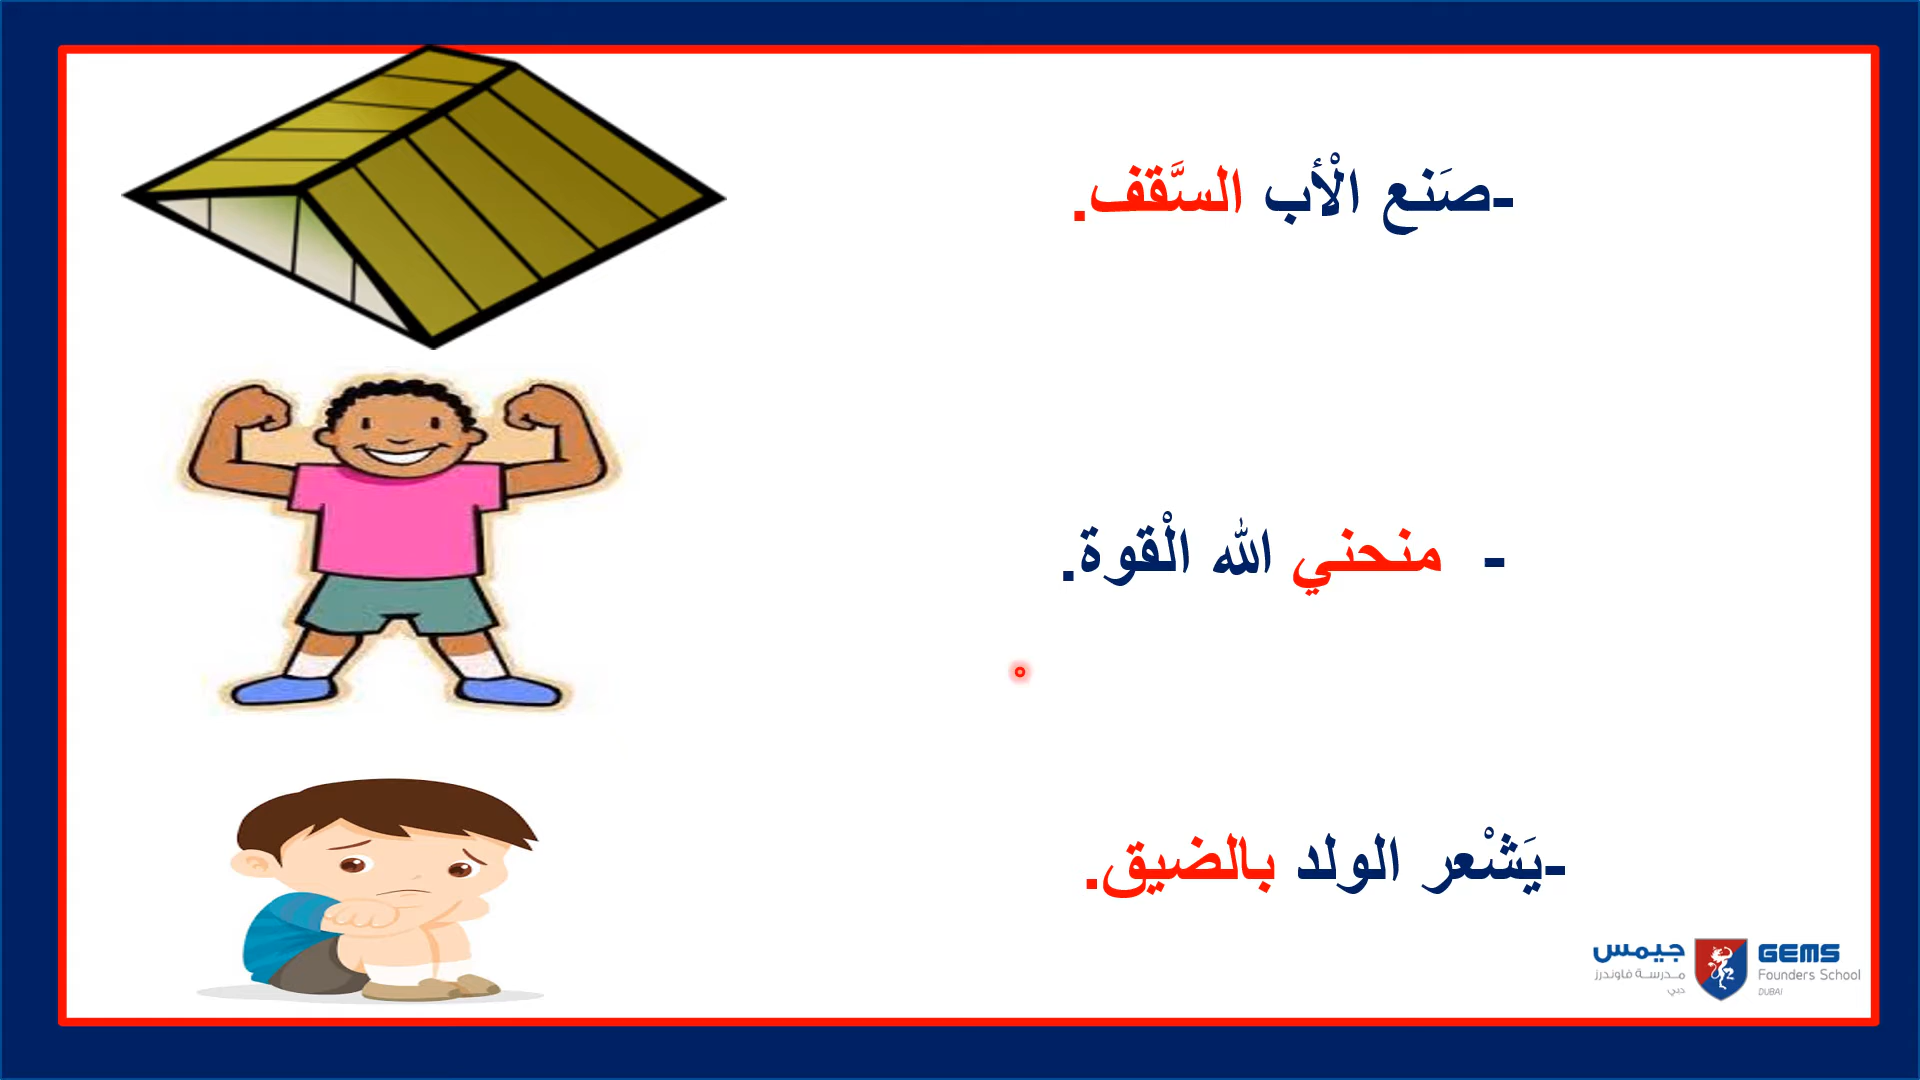 -صَنع الْأب السَّقف.
- منحني الله الْقوة.
-يَشْعر الولد بالضيق.
جيمس
مدرسة فاوندرز
دبي
GEMS
Founders School
DUBAI